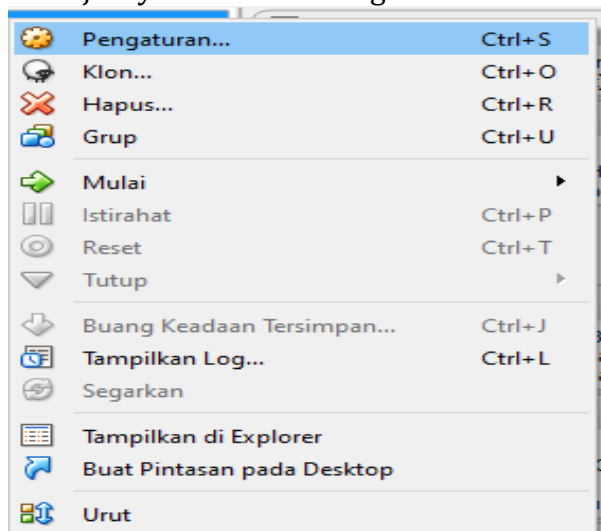 Pengaturan... Ctrl+S
Klon... Ctrl+O
Hapus... Ctrl+R
Grup Ctrl+U
Mulai
Istirahat Ctrl+P
Reset Ctrl+T
Tutup
Buang Keadaan Tersimpan... Ctrl+J
Tampilkan Log... Ctrl+L
Segarkan
Tampilkan di Explorer
Buat Pintasan pada Desktop
Urut